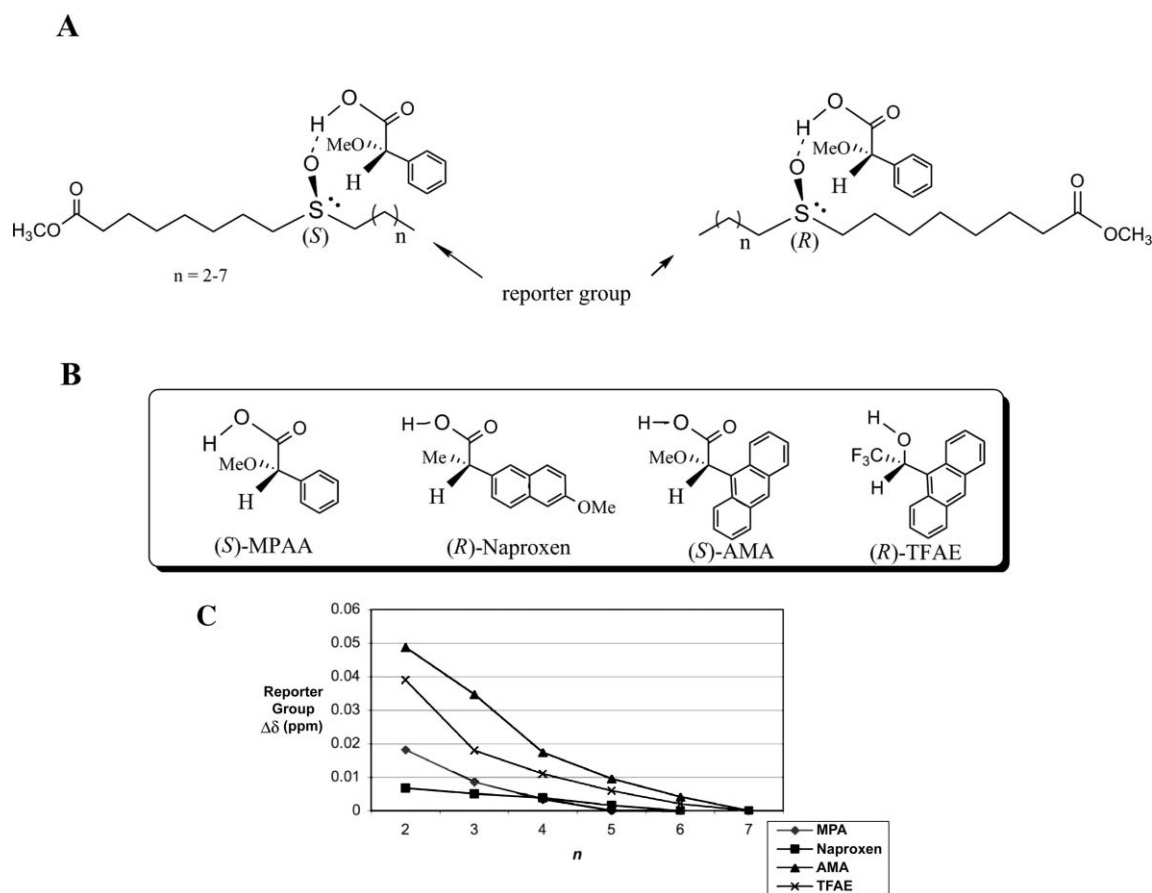 A
H
O
O
MeO
H
O
S
(S)
n
O
H3CO
n = 2-7
reporter group
H
O
O
MeO
H
O
S
(R)
n
O
OCH3
B
H
O
O
MeO
H
(S)-MPAA
H
O
O
Me
H
OMe
(R)-Naproxen
H
O
O
MeO
H
(S)-AMA
H
O
F3C
H
(R)-TFAE
C
Reporter
Group
Δδ (ppm)
0.06
0.05
0.04
0.03
0.02
0.01
0
2 3 4 5 6 7
n
MPA
Naproxen
AMA
TFAE